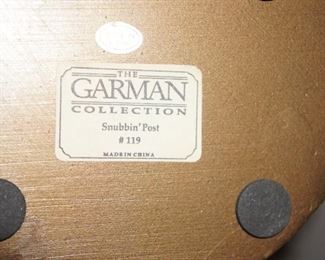 THE
GARMAN
COLLECTION
Snubbin' Post
# 119
MADE IN CHINA